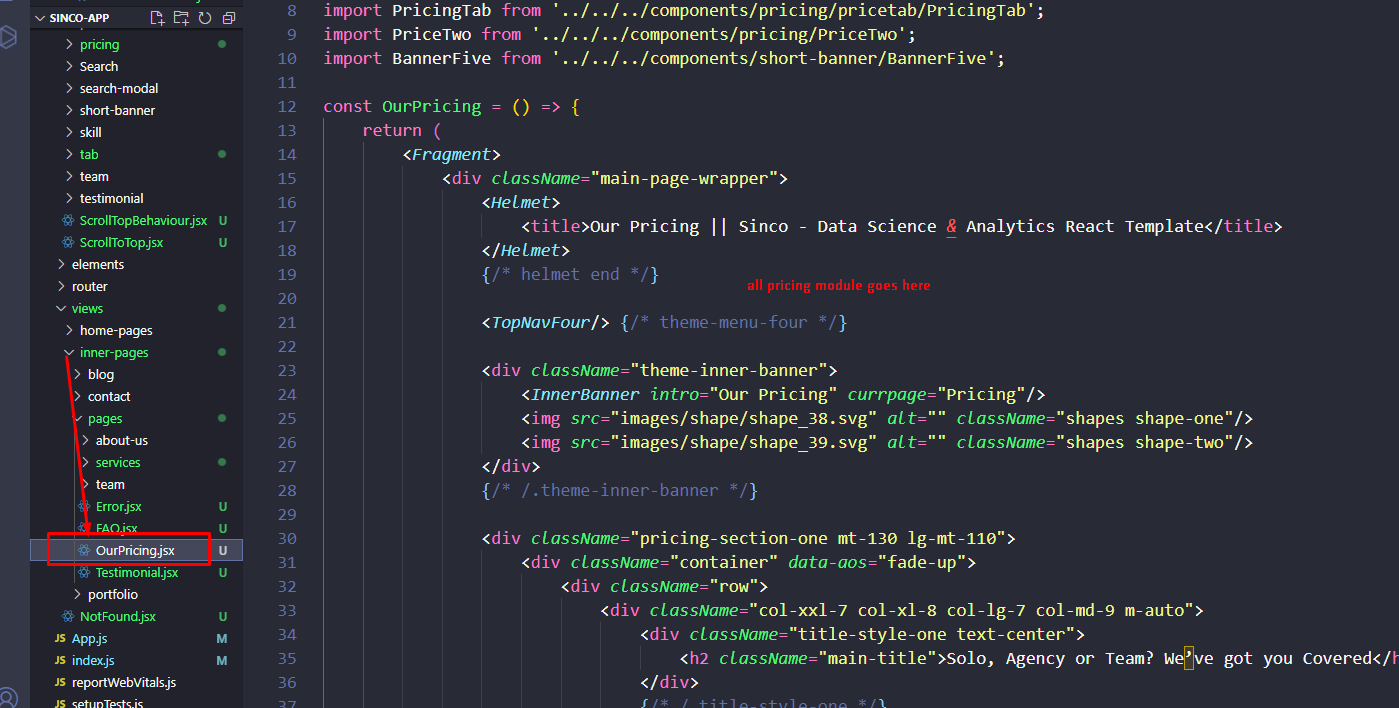 SINCO-APP
pricing
Search
search-modal
short-banner
skill
tab
team
testimonial
ScrollTopBehaviour.jsx U
ScrollToTop.jsx U
elements
router
views
home-pages
inner-pages
blog
contact
pages
about-us
services
team
Error.jsx U
FAQ.jsx U
OurPricing.jsx U
Testimonial.jsx U
portfolio
NotFound.jsx U
JS App.js M
JS index.js M
JS reportWebVitals.js
JS setupTests.js
8 import PricingTab from '../../../components/pricing/pricetab/PricingTab';
9 import PriceTwo from '../../../components/pricing/PriceTwo';
10 import BannerFive from '../../../components/short-banner/BannerFive';
11
12 const OurPricing = () => {
13 return (
14 <Fragment>
15 <div className="main-page-wrapper">
16 <Helmet>
17 <title>Our Pricing || Sinco - Data Science & Analytics React Template</title>
18 </Helmet>
19 {/* helmet end */}
all pricing module goes here
20
21 <TopNavFour/> {/* theme-menu-four */}
22
23 <div className="theme-inner-banner">
24 <InnerBanner intro="Our Pricing" currpage="Pricing"/>
25 <img src="images/shape/shape_38.svg" alt="" className="shapes shape-one"/>
26 <img src="images/shape/shape_39.svg" alt="" className="shapes shape-two"/>
27 </div>
28 {/* /.theme-inner-banner */}
29
30 <div className="pricing-section-one mt-130 lg-mt-110">
31 <div className="container" data-aos="fade-up">
32 <div className="row">
33 <div className="col-xxl-7 col-xl-8 col-lg-7 col-md-9 m-auto">
34 <div className="title-style-one text-center">
35 <h2 className="main-title">Solo, Agency or Team? We’ve got you Covered</h
36 </div>
37 {/* /.title-style-one */}